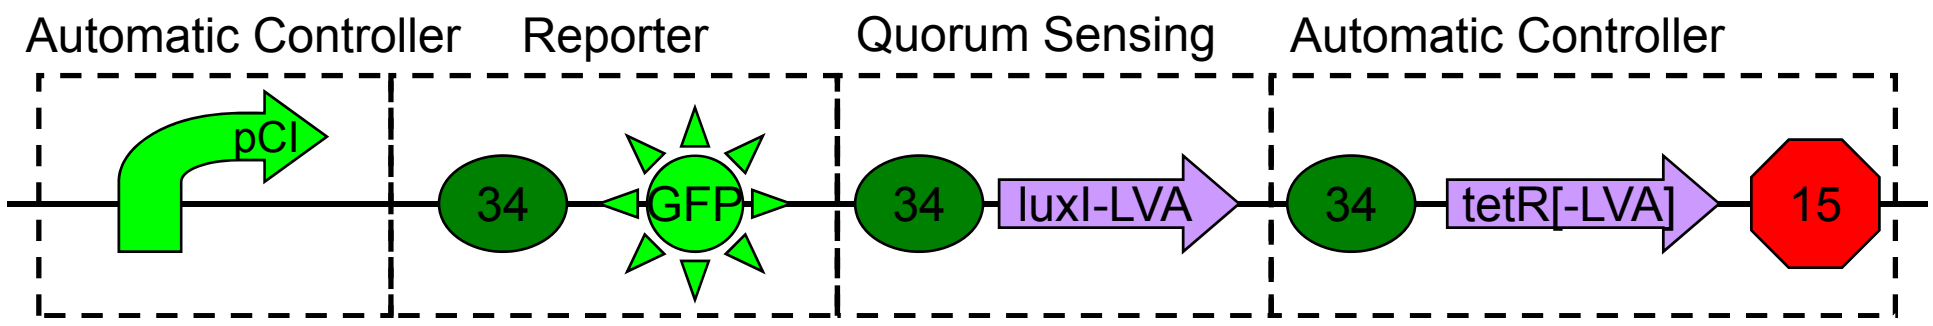 Automatic Controller Reporter Quorum Sensing Automatic Controller
pCI
34 GFP 34 luxI-LVA 34 tetR[-LVA] 15